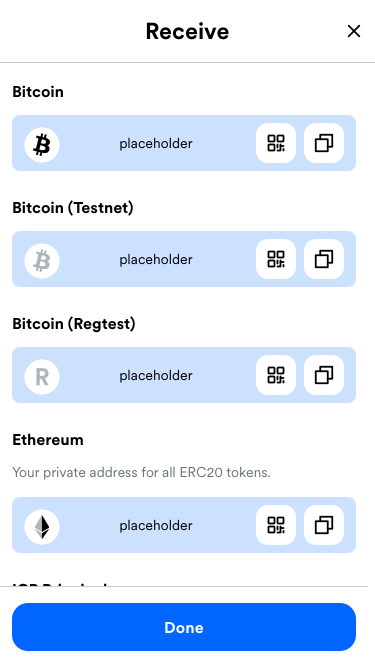 Receive
Bitcoin
placeholder
Bitcoin (Testnet)
placeholder
Bitcoin (Regtest)
R
placeholder
Ethereum
Your private address for all ERC20 tokens.
placeholder
Done